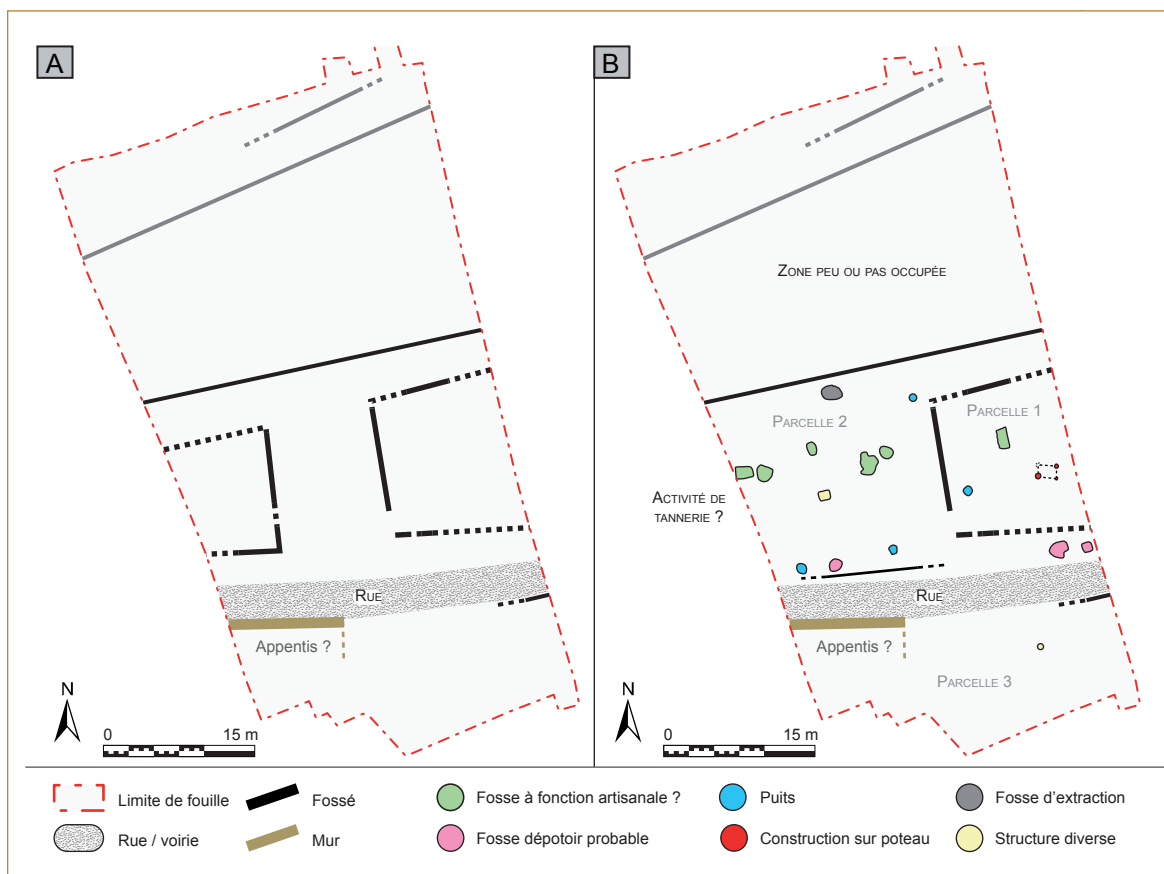 A
RUE
Appentis ?
N
0 15 m
B
ZONE PEU OU PAS OCCUPÉE
PARCELLE 1
PARCELLE 2
ACTIVITÉ DE
TANNERIE ?
RUE
Appentis ?
PARCELLE 3
N
0 15 m
Limite de fouille
Fossé
Fosse à fonction artisanale ?
Puits
Fosse d'extraction
Rue / voirie
Mur
Fosse dépotoir probable
Construction sur poteau
Structure diverse